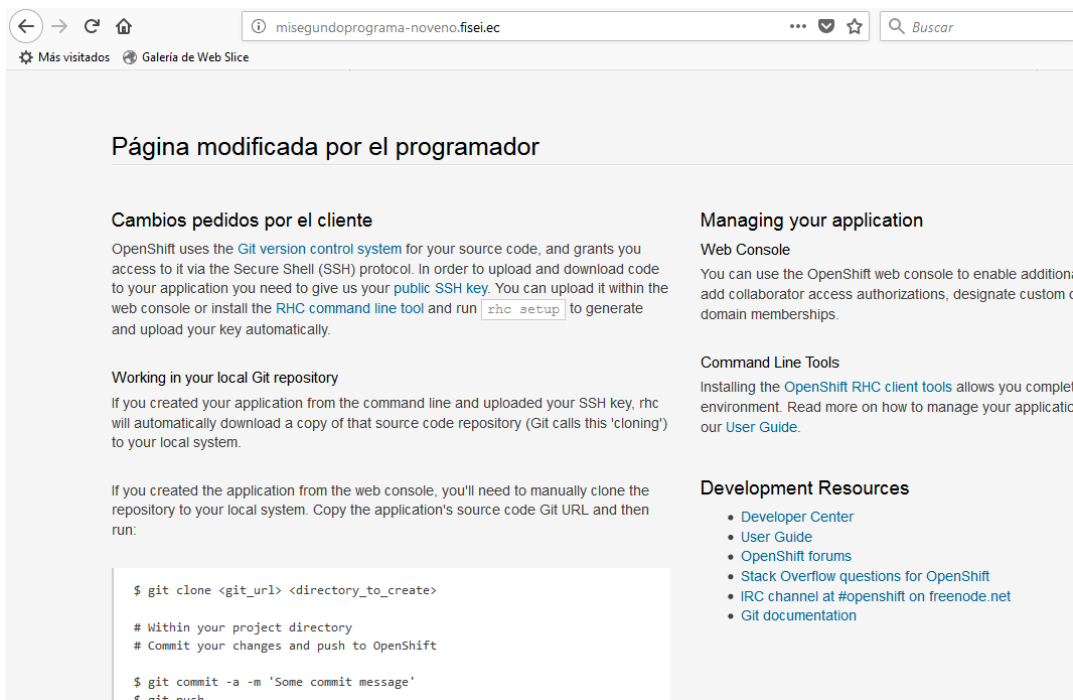 misegundoprograma-noveno.fisei.ec
Buscar
Más visitados
Galería de Web Slice
Página modificada por el programador
Cambios pedidos por el cliente
OpenShift uses the Git version control system for your source code, and grants you
access to it via the Secure Shell (SSH) protocol. In order to upload and download code
to your application you need to give us your public SSH key. You can upload it within the
web console or install the RHC command line tool and run rhc setup to generate
and upload your key automatically.
Working in your local Git repository
If you created your application from the command line and uploaded your SSH key, rhc
will automatically download a copy of that source code repository (Git calls this 'cloning')
to your local system.
If you created the application from the web console, you'll need to manually clone the
repository to your local system. Copy the application's source code Git URL and then
run:
$ git clone <git_url> <directory_to_create>
# Within your project directory
# Commit your changes and push to OpenShift
$ git commit -a -m 'Some commit message'
$ git push
Managing your application
Web Console
You can use the OpenShift web console to enable
add collaborator access authorizations, designate custom
domain memberships.
Command Line Tools
Installing the OpenShift RHC client tools allows you
environment. Read more on how to manage your
our User Guide.
Development Resources
Developer Center
User Guide
OpenShift forums
Stack Overflow questions for OpenShift
IRC channel at #openshift on freenode.net
Git documentation